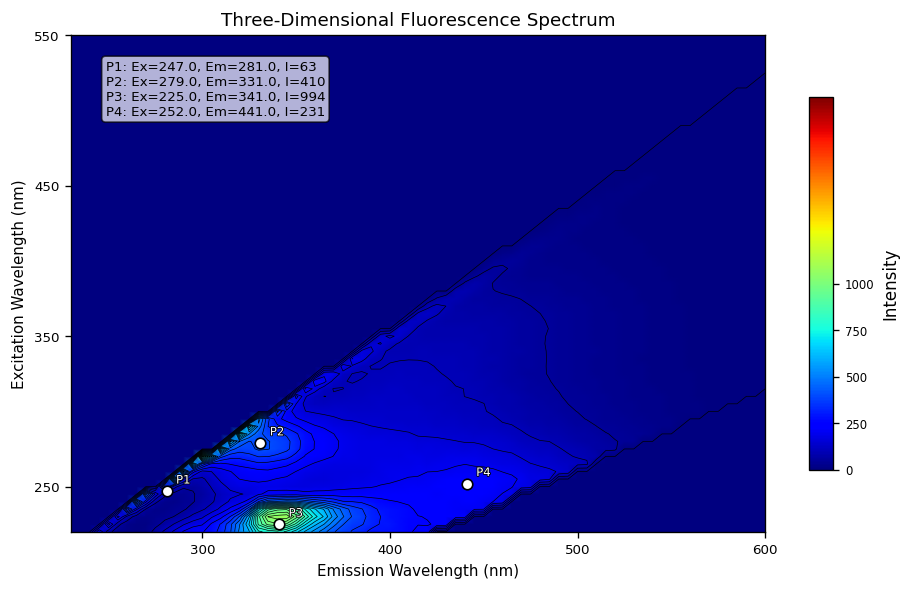 Three-Dimensional Fluorescence Spectrum
P1: Ex=247.0, Em=281.0, I=63
P2: Ex=279.0, Em=331.0, I=410
P3: Ex=225.0, Em=341.0, I=994
P4: Ex=252.0, Em=441.0, I=231
550
450
350
250
Excitation Wavelength (nm)
P1
P2
P3
P4
300
400
500
600
Emission Wavelength (nm)
1000
750
500
250
0
Intensity